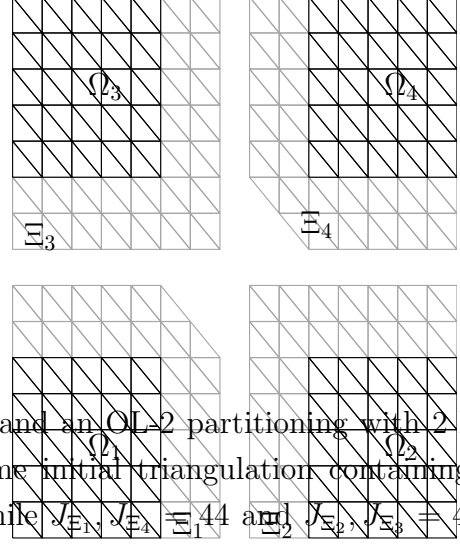 Ω₃ Ω₄
Ξ₃ Ξ₄
and an OL-2 partitioning with 2
Ω₁ Ω₂
initial triangulation containing
J_{Ξ₁}, J_{Ξ₄} = 44 and J_{Ξ₂}, J_{Ξ₃} = 4
Ξ₁ Ξ₂